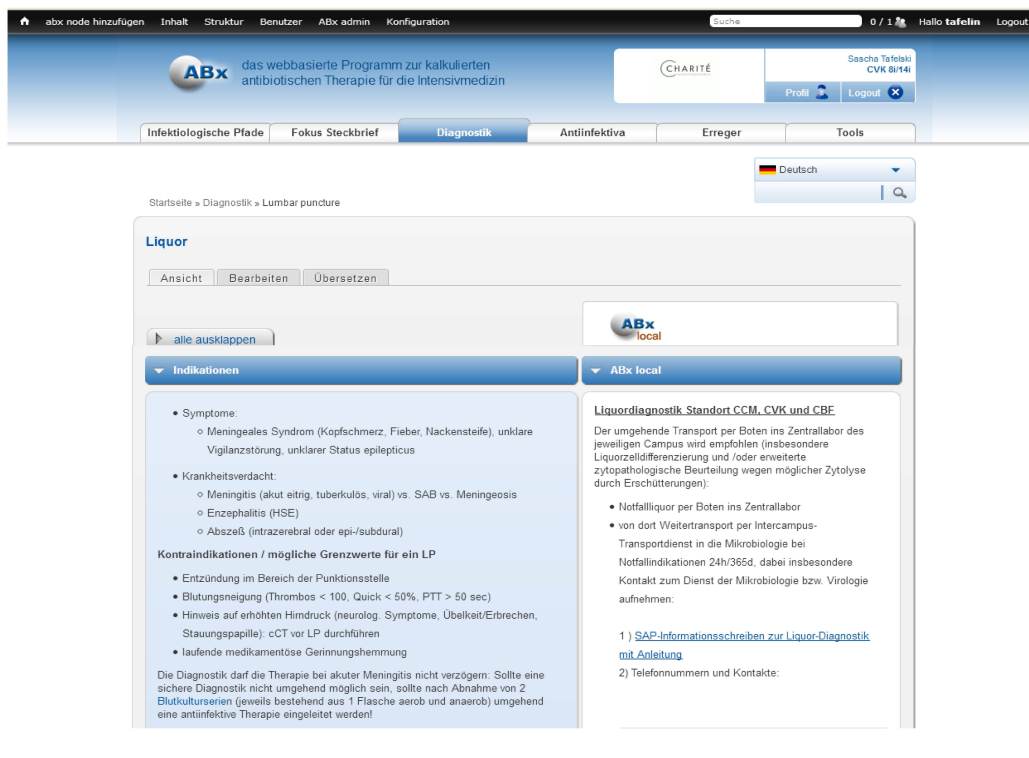 abx node hinzufügen Inhalt Struktur Benutzer ABx admin Konfiguration Suche 0 / 1 Hallo tafelin Logout
ABx
das webbasierte Programm zur kalkulierten
antibiotischen Therapie für die Intensivmedizin
CHARITÉ
Sascha Tafelski
CVK 8i/14i
Profil Logout
Infektiologische Pfade Fokus Steckbrief Diagnostik Antiinfektiva Erreger Tools
Deutsch
Startseite » Diagnostik » Lumbar puncture
Liquor
Ansicht Bearbeiten Übersetzen
alle ausklappen
ABx
local
Indikationen
• Symptome:
Meningeales Syndrom (Kopfschmerz, Fieber, Nackensteife), unklare
Vigilanzstörung, unklarer Status epilepticus
• Krankheitsverdacht:
Meningitis (akut eitrig, tuberkulös, viral) vs. SAB vs. Meningeosis
Enzephalitis (HSE)
Abszeß (intrazerebral oder epi-/subdural)
Kontraindikationen / mögliche Grenzwerte für ein LP
• Entzündung im Bereich der Punktionsstelle
• Blutungsneigung (Thrombos < 100, Quick < 50%, PTT > 50 sec)
• Hinweis auf erhöhten Hirndruck (neurolog. Symptome, Übelkeit/Erbrechen,
Stauungspapille): cCT vor LP durchführen
• laufende medikamentöse Gerinnungshemmung
Die Diagnostik darf die Therapie bei akuter Meningitis nicht verzögern: Sollte eine
sichere Diagnostik nicht umgehend möglich sein, sollte nach Abnahme von 2
Blutkulturserien (jeweils bestehend aus 1 Flasche aerob und anaerob) umgehend
eine antiinfektive Therapie eingeleitet werden!
ABx local
Liquordiagnostik Standort CCM, CVK und CBF
Der umgehende Transport per Boten ins Zentrallabor des
jeweiligen Campus wird empfohlen (insbesondere
Liquorzelldifferenzierung und /oder erweiterte
zytopathologische Beurteilung wegen möglicher Zytolyse
durch Erschütterungen):
• Notfallliquor per Boten ins Zentrallabor
• von dort Weitertransport per Intercampus-
Transportdienst in die Mikrobiologie bei
Notfallindikationen 24h/365d, dabei insbesondere
Kontakt zum Dienst der Mikrobiologie bzw. Virologie
aufnehmen:
1 ) SAP-Informationsschreiben zur Liquor-Diagnostik
mit Anleitung
2) Telefonnummern und Kontakte: